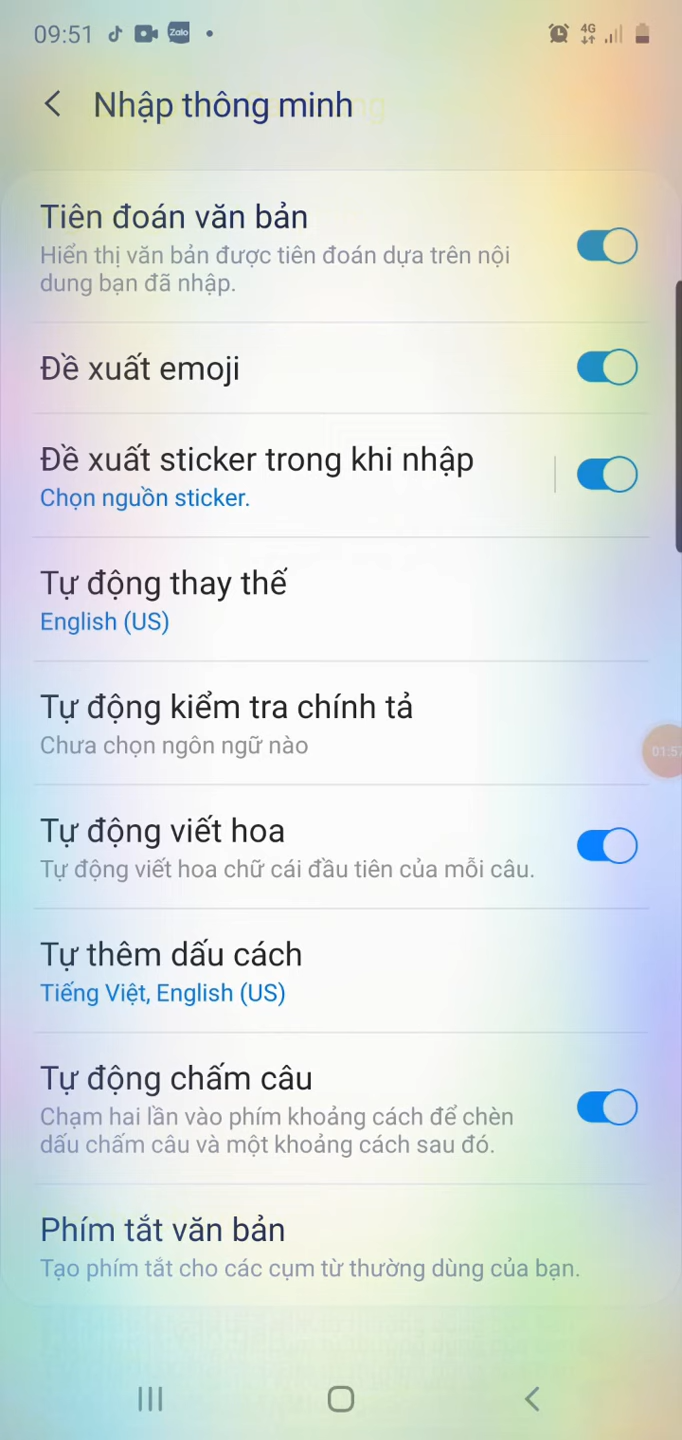 09:51
Zalo
4G
Nhập thông minh
Tiên đoán văn bản
Hiển thị văn bản được tiên đoán dựa trên nội
dung bạn đã nhập.
Đề xuất emoji
Đề xuất sticker trong khi nhập
Chọn nguồn sticker.
Tự động thay thế
English (US)
Tự động kiểm tra chính tả
Chưa chọn ngôn ngữ nào
01:57
Tự động viết hoa
Tự động viết hoa chữ cái đầu tiên của mỗi câu.
Tự thêm dấu cách
Tiếng Việt, English (US)
Tự động chấm câu
Chạm hai lần vào phím khoảng cách để chèn
dấu chấm câu và một khoảng cách sau đó.
Phím tắt văn bản
Tạo phím tắt cho các cụm từ thường dùng của bạn.